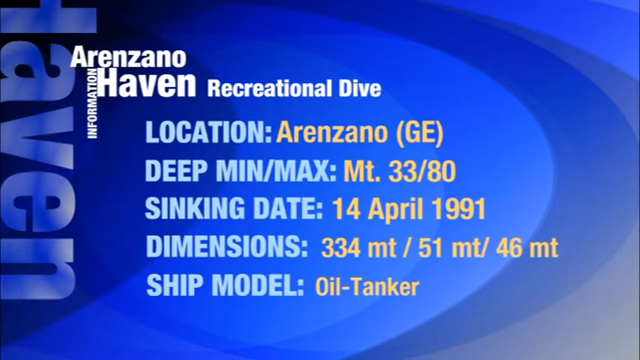 Haven
Arenzano
INFORMATION
Haven Recreational Dive
LOCATION: Arenzano (GE)
DEEP MIN/MAX: Mt. 33/80
SINKING DATE: 14 April 1991
DIMENSIONS: 334 mt / 51 mt/ 46 mt
SHIP MODEL: Oil-Tanker